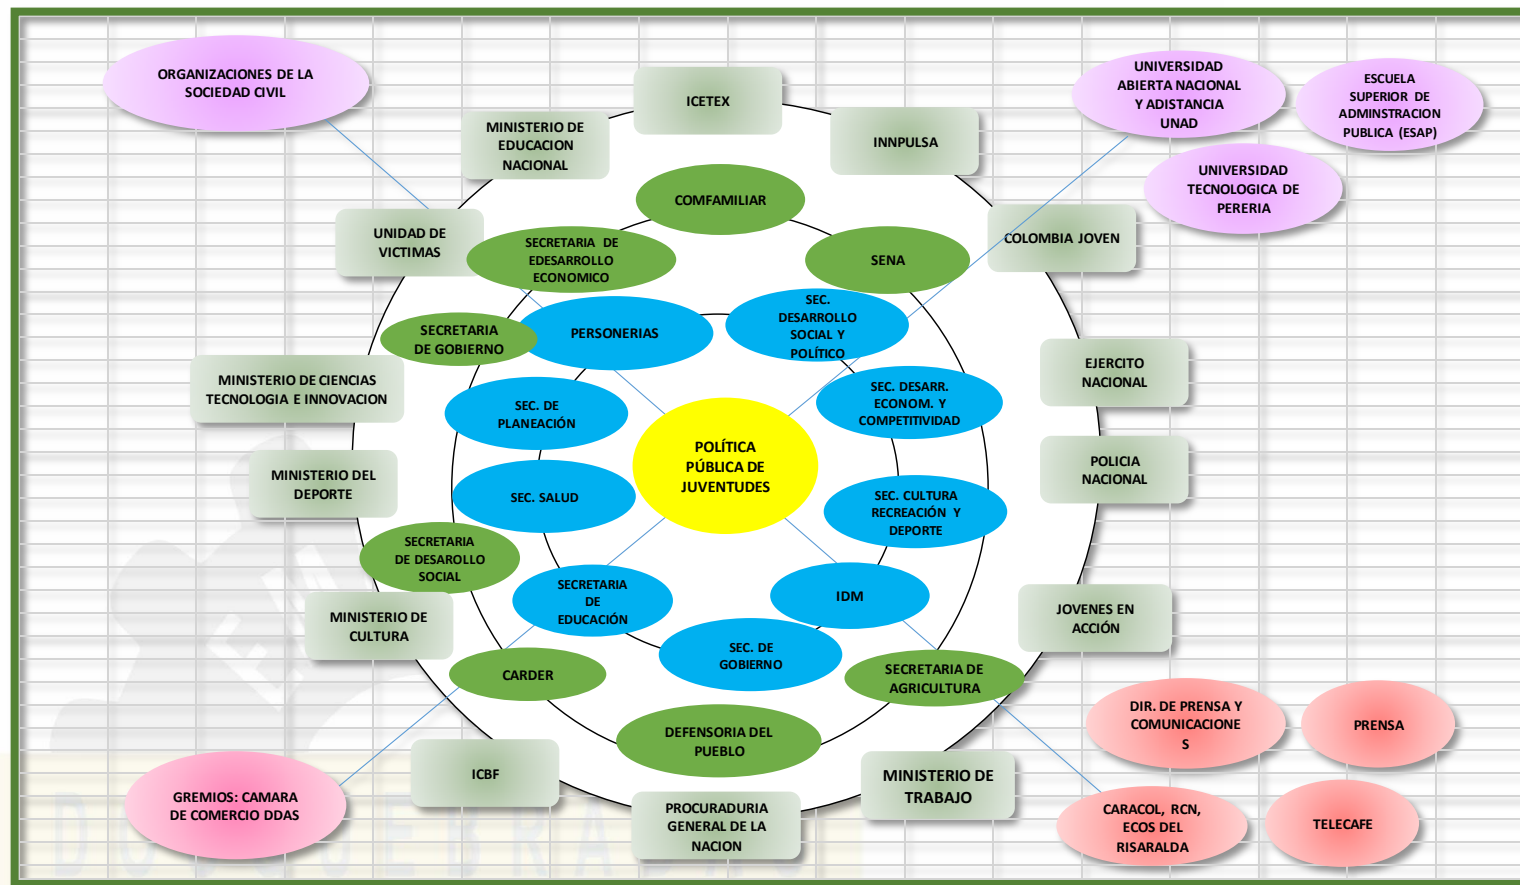 ORGANIZACIONES DE LA
SOCIEDAD CIVIL
UNIVERSIDAD
ABIERTA NACIONAL
Y ADISTANCIA
UNAD
ESCUELA
SUPERIOR DE
ADMINSTRACION
PUBLICA (ESAP)
UNIVERSIDAD
TECNOLOGICA DE
PERERIA
ICETEX
MINISTERIO DE
EDUCACION
NACIONAL
INNPULSA
UNIDAD DE
VICTIMAS
COLOMBIA JOVEN
COMFAMILIAR
SECRETARIA DE
EDESARROLLO
ECONOMICO
SENA
SECRETARIA
DE GOBIERNO
PERSONERIAS
SEC.
DESARROLLO
SOCIAL Y
POLÍTICO
MINISTERIO DE CIENCIAS
TECNOLOGIA E INNOVACION
EJERCITO
NACIONAL
SEC. DE
PLANEACIÓN
SEC. DESARR.
ECONOM. Y
COMPETITIVIDAD
POLÍTICA
PÚBLICA DE
JUVENTUDES
MINISTERIO DEL
DEPORTE
POLICIA
NACIONAL
SEC. SALUD
SEC. CULTURA
RECREACIÓN Y
DEPORTE
SECRETARIA
DE DESAROLLO
SOCIAL
SECRETARIA
DE
EDUCACIÓN
IDM
MINISTERIO DE
CULTURA
JOVENES EN
ACCIÓN
SEC. DE
GOBIERNO
CARDER
SECRETARIA DE
AGRICULTURA
DEFENSORIA DEL
PUEBLO
DIR. DE PRENSA Y
COMUNICACIONE
S
PRENSA
ICBF
MINISTERIO DE
TRABAJO
GREMIOS: CAMARA
DE COMERCIO DDAS
PROCURADURIA
GENERAL DE LA
NACION
CARACOL, RCN,
ECOS DEL
RISARALDA
TELECAFE